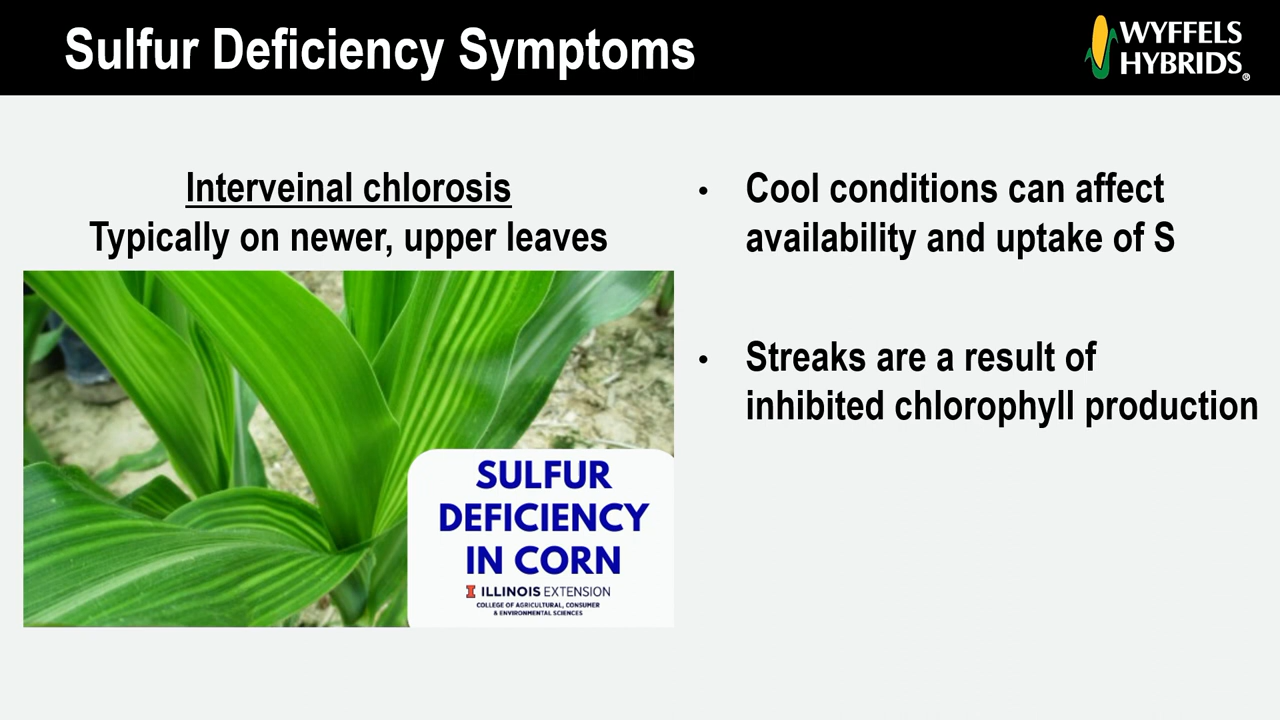 Sulfur Deficiency Symptoms
WYFFELS
HYBRIDS®
Interveinal chlorosis
Typically on newer, upper leaves
SULFUR
DEFICIENCY
IN CORN
I ILLINOIS EXTENSION
COLLEGE OF AGRICULTURAL, CONSUMER
& ENVIRONMENTAL SCIENCES
• Cool conditions can affect
availability and uptake of S
• Streaks are a result of
inhibited chlorophyll production